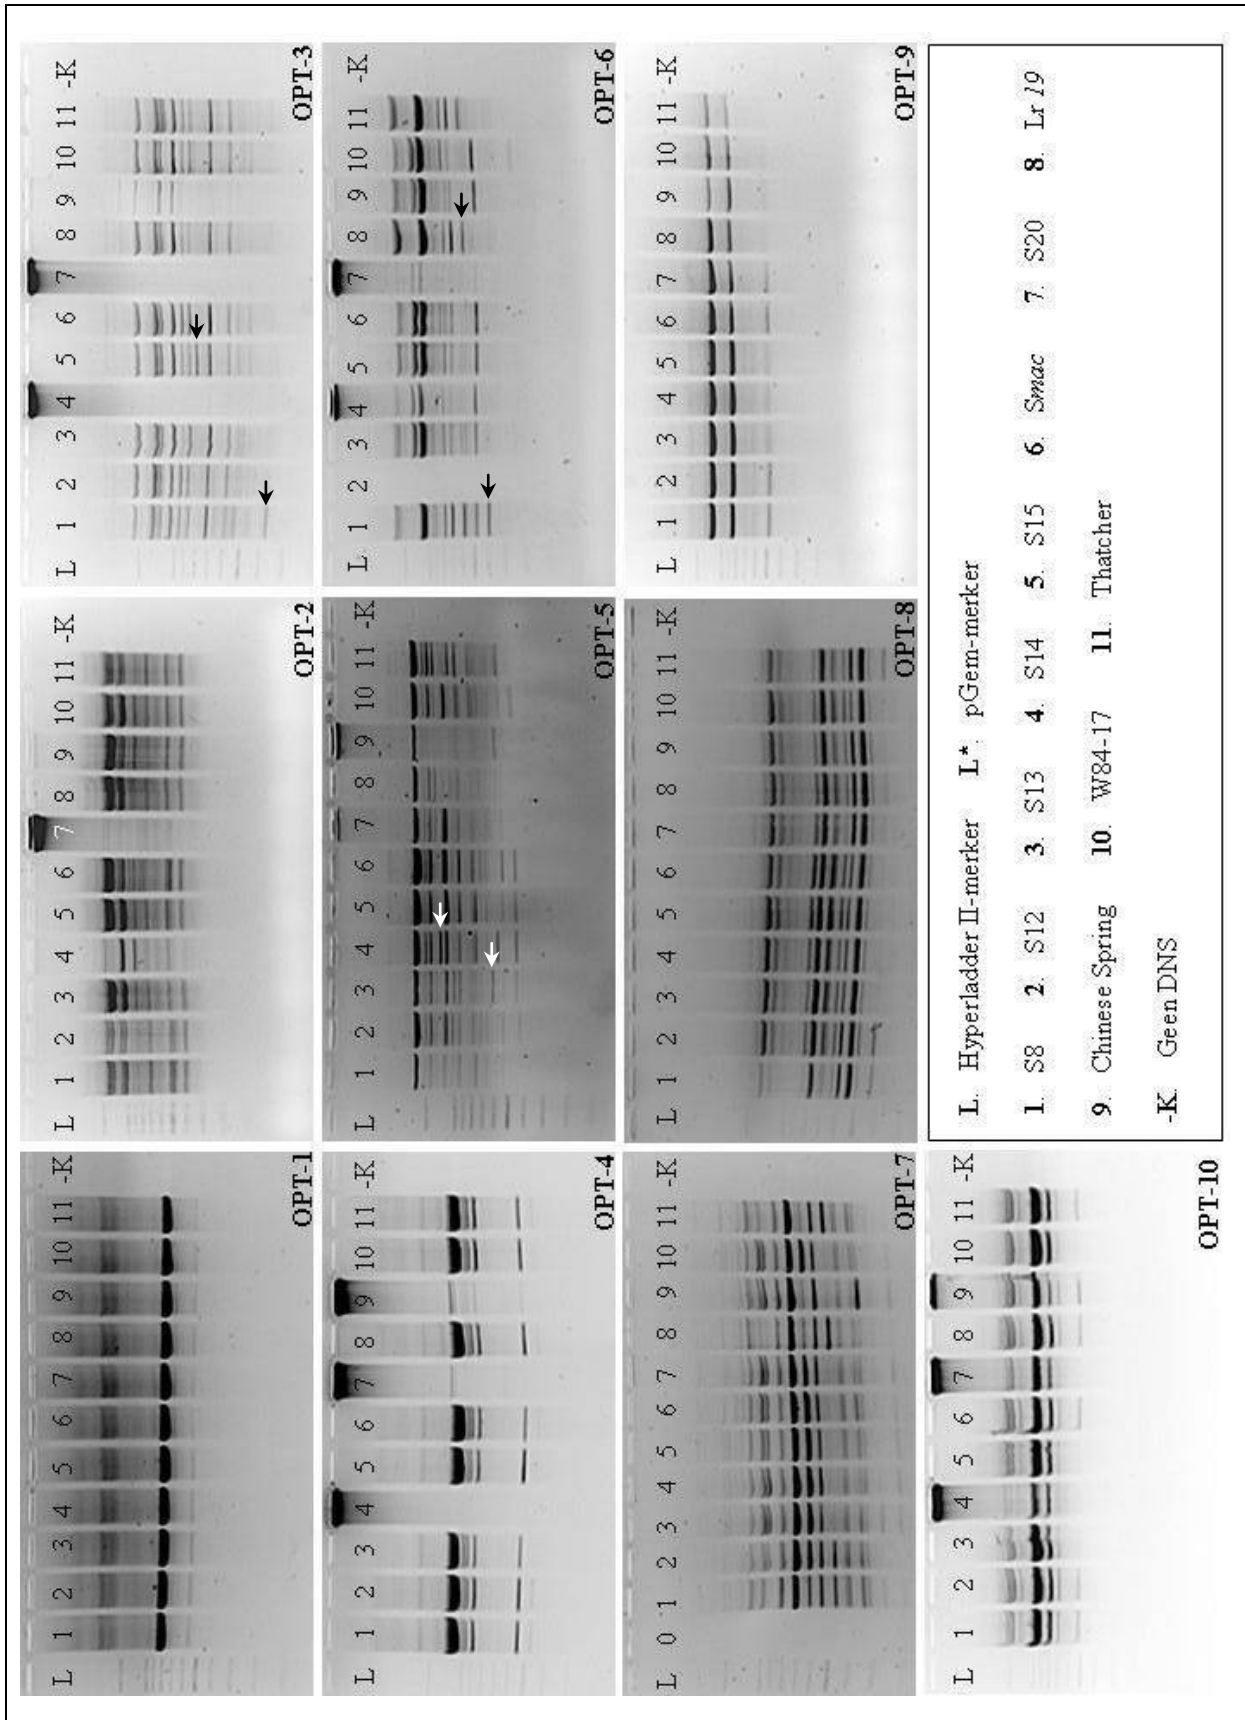 L 1 2 3 4 5 6 7 8 9 10 11 -K
OPT-1
L 1 2 3 4 5 6 7 8 9 10 11 -K
OPT-2
L 1 2 3 4 5 6 7 8 9 10 11 -K
OPT-3
L 1 2 3 4 5 6 7 8 9 10 11 -K
OPT-4
L 1 2 3 4 5 6 7 8 9 10 11 -K
OPT-5
L 1 2 3 4 5 6 7 8 9 10 11 -K
OPT-6
L 0 1 2 3 4 5 6 7 8 9 10 11 -K
OPT-7
L 1 2 3 4 5 6 7 8 9 10 11 -K
OPT-8
L 1 2 3 4 5 6 7 8 9 10 11 -K
OPT-9
L 1 2 3 4 5 6 7 8 9 10 11 -K
OPT-10
L. Hyperladder II-merker L*. pGem-merker
1. S8 2. S12 3. S13 4. S14 5. S15 6. Smac 7. S20 8. Lr 19
9. Chinese Spring 10. W84-17 11. Thatcher
-K. Geen DNS